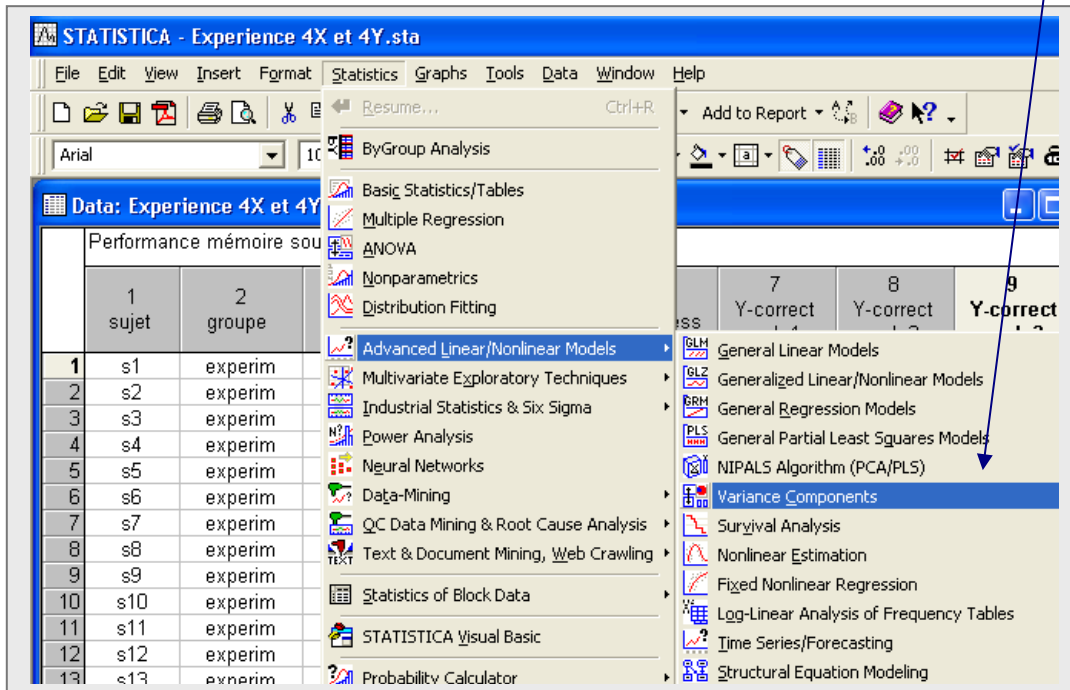 STATISTICA - Experience 4X et 4Y.sta
File Edit View Insert Format Statistics Graphs Tools Data Window Help
Resume... Ctrl+R
Add to Report
Arial
10
ByGroup Analysis
Basic Statistics/Tables
Multiple Regression
ANOVA
Nonparametrics
Distribution Fitting
Advanced Linear/Nonlinear Models
Multivariate Exploratory Techniques
Industrial Statistics & Six Sigma
Power Analysis
Neural Networks
Data-Mining
QC Data Mining & Root Cause Analysis
Text & Document Mining, Web Crawling
Statistics of Block Data
STATISTICA Visual Basic
Probability Calculator
General Linear Models
Generalized Linear/Nonlinear Models
General Regression Models
General Partial Least Squares Models
NIPALS Algorithm (PCA/PLS)
Variance Components
Survival Analysis
Nonlinear Estimation
Fixed Nonlinear Regression
Log-Linear Analysis of Frequency Tables
Time Series/Forecasting
Structural Equation Modeling
Data: Experience 4X et 4Y
Performance mémoire sou
1 2 7 8 9
sujet groupe Y-correct Y-correct Y-correct
1 s1 experim
2 s2 experim
3 s3 experim
4 s4 experim
5 s5 experim
6 s6 experim
7 s7 experim
8 s8 experim
9 s9 experim
10 s10 experim
11 s11 experim
12 s12 experim
13 s13 experim